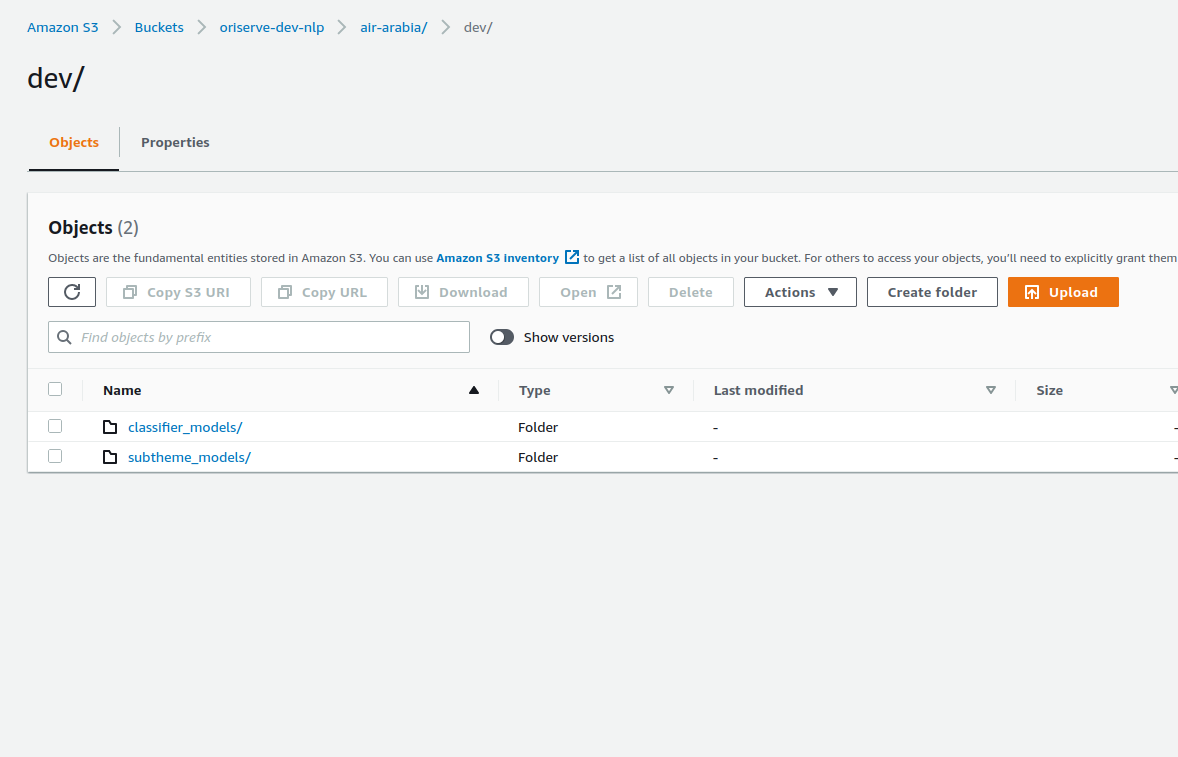 Amazon S3 > Buckets > oriserve-dev-nlp > air-arabia/ > dev/
dev/
Objects Properties
Objects (2)
Objects are the fundamental entities stored in Amazon S3. You can use Amazon S3 inventory to get a list of all objects in your bucket. For others to access your objects, you'll need to explicitly grant them
Copy S3 URI Copy URL Download Open Delete Actions Create folder Upload
Find objects by prefix Show versions
Name Type Last modified Size
classifier_models/ Folder - -
subtheme_models/ Folder - -